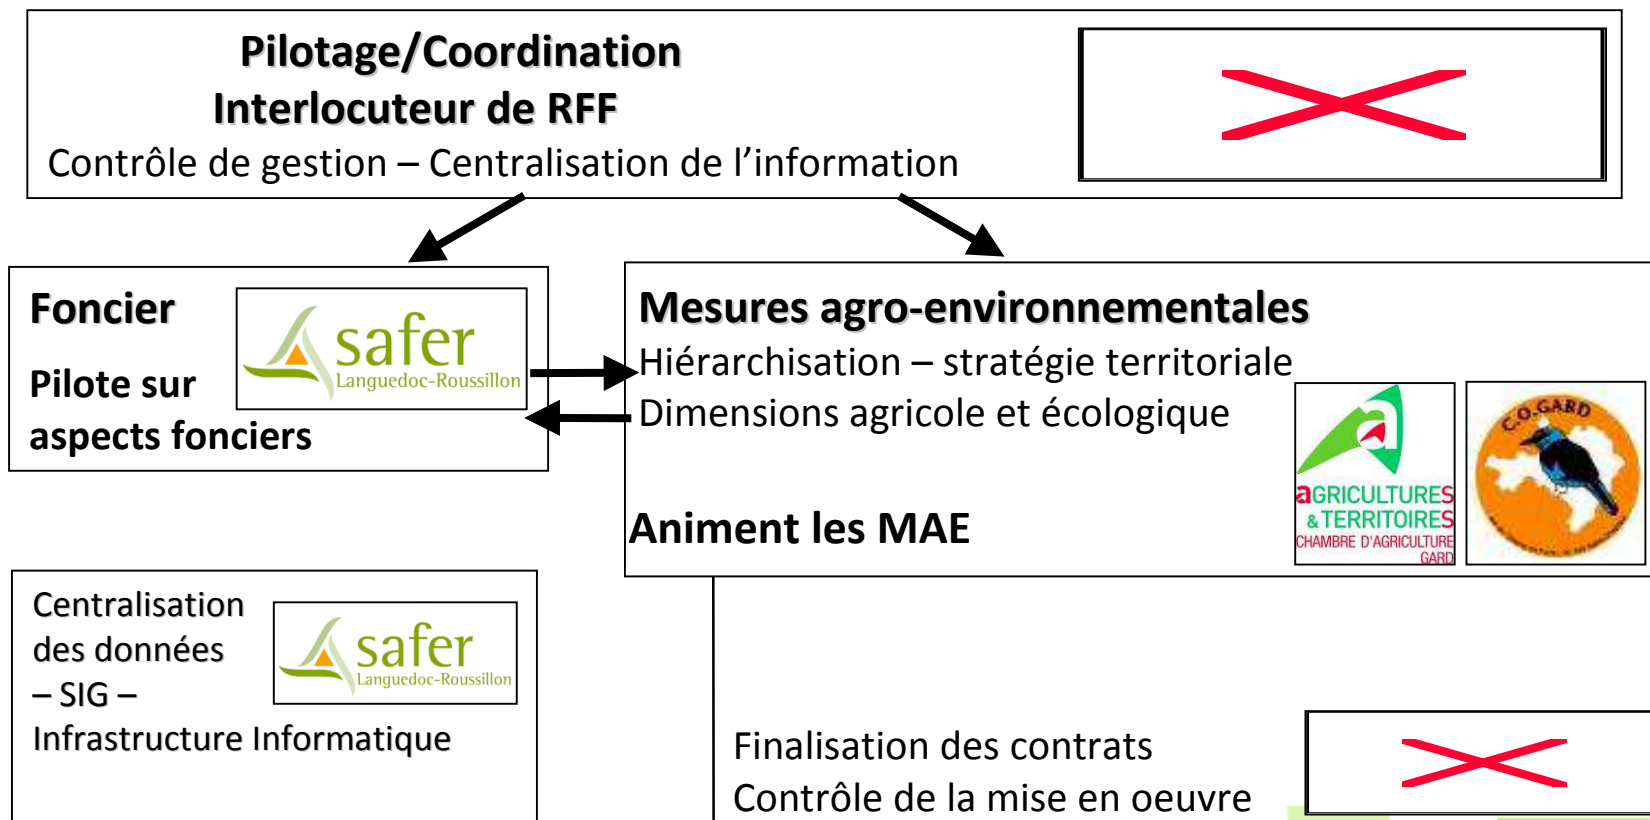 Pilotage/Coordination
Interlocuteur de RFF
Contrôle de gestion – Centralisation de l’information
Foncier
Pilote sur
aspects fonciers
safer
Languedoc-Roussillon
Mesures agro-environnementales
Hiérarchisation – stratégie territoriale
Dimensions agricole et écologique
Animent les MAE
a
aGRICULTURES
& TERRITOIRES
CHAMBRE D'AGRICULTURE
GARD
C.O.GARD
Centralisation
des données
– SIG –
Infrastructure Informatique
safer
Languedoc-Roussillon
Finalisation des contrats
Contrôle de la mise en oeuvre